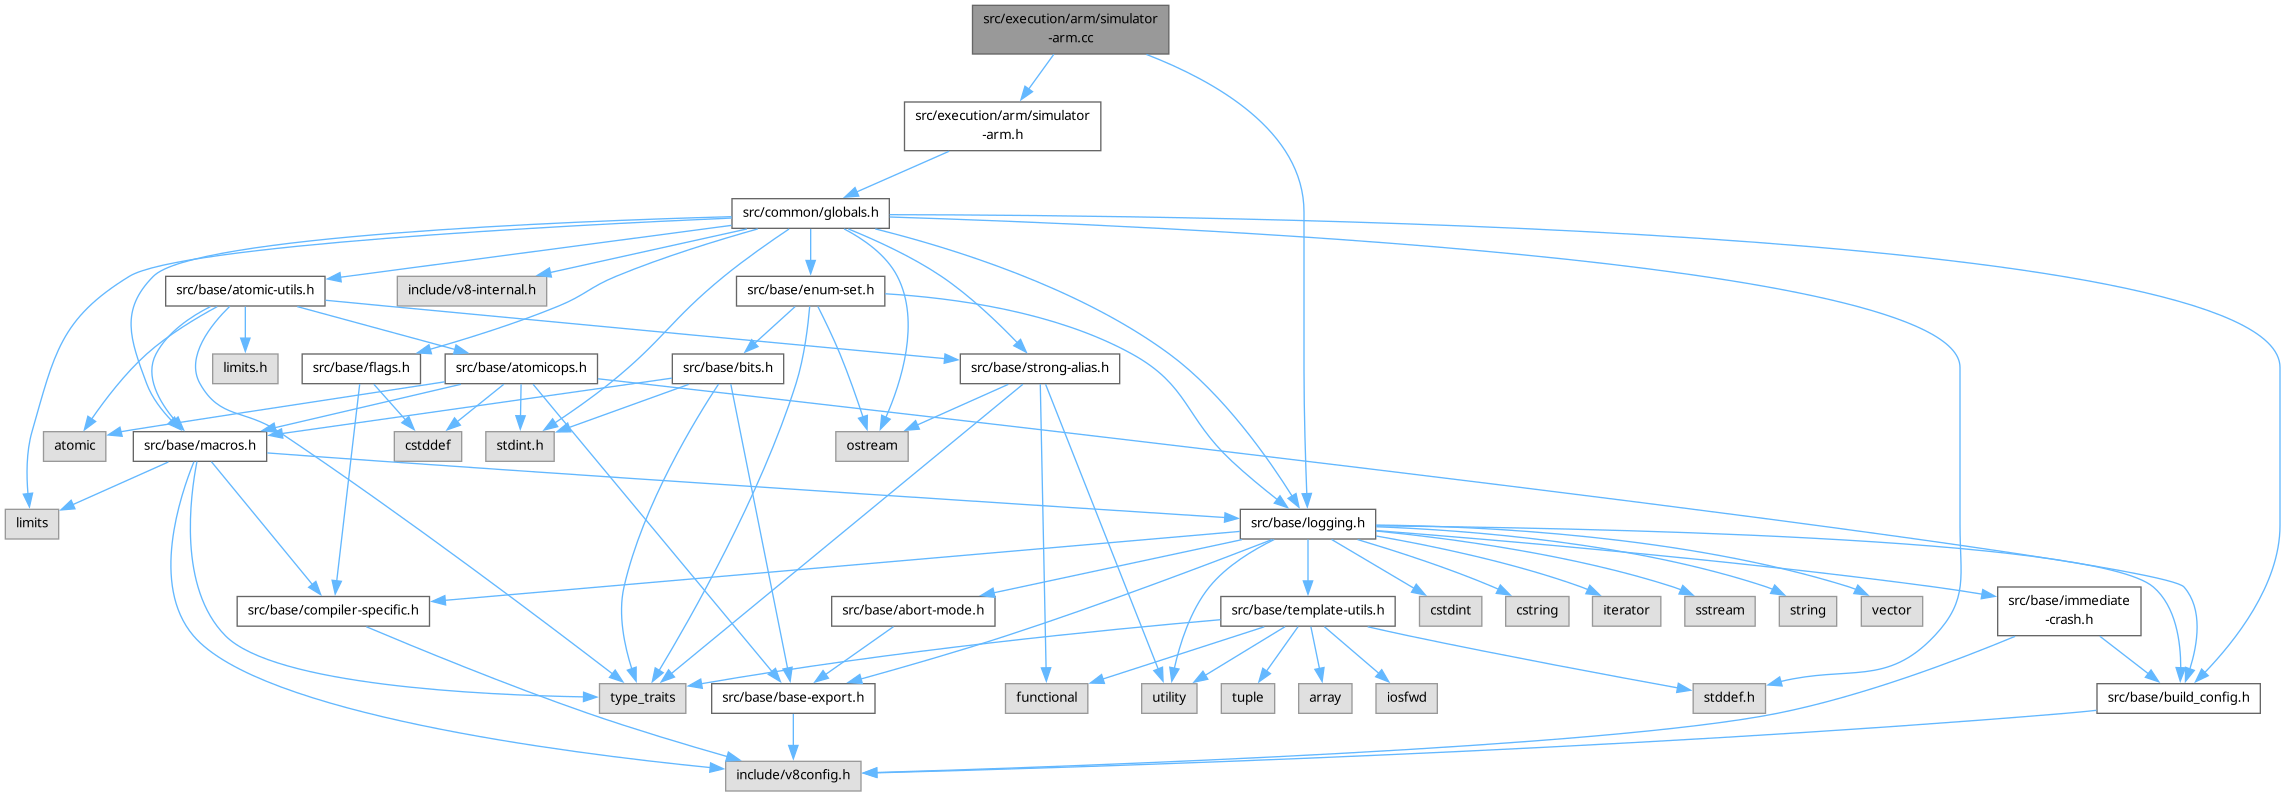 src/execution/arm/simulator
-arm.cc
src/execution/arm/simulator
-arm.h
src/common/globals.h
src/base/atomic-utils.h
include/v8-internal.h
src/base/enum-set.h
limits.h
src/base/flags.h
src/base/atomicops.h
src/base/bits.h
src/base/strong-alias.h
atomic
src/base/macros.h
cstddef
stdint.h
ostream
limits
src/base/logging.h
src/base/compiler-specific.h
src/base/abort-mode.h
src/base/template-utils.h
cstdint
cstring
iterator
sstream
string
vector
src/base/immediate
-crash.h
type_traits
src/base/base-export.h
functional
utility
tuple
array
iosfwd
stddef.h
src/base/build_config.h
include/v8config.h